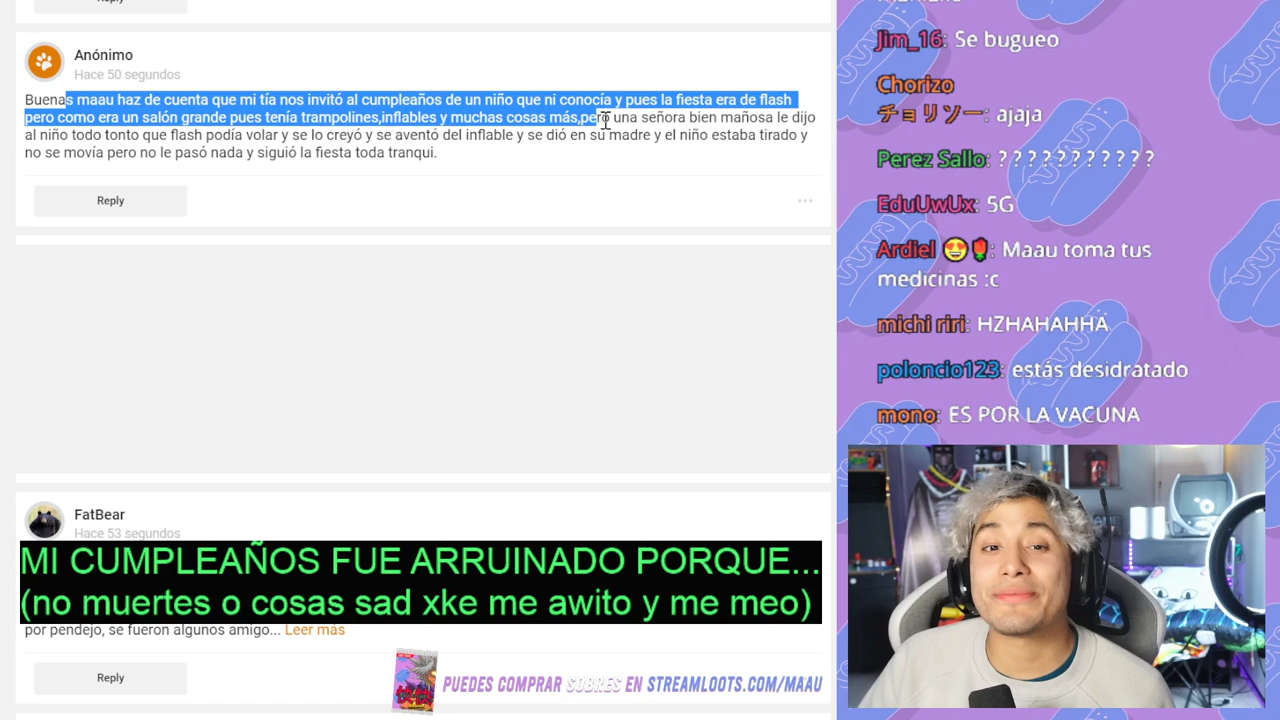 Reply
Anónimo
Hace 50 segundos
Buenas maau haz de cuenta que mi tía nos invitó al cumpleaños de un niño que ni conocía y pues la fiesta era de flash
pero como era un salón grande pues tenía trampolines,inflables y muchas cosas más,pero una señora bien mañosa le dijo
al niño todo tonto que flash podía volar y se lo creyó y se aventó del inflable y se dió en su madre y el niño estaba tirado y
no se movía pero no le pasó nada y siguió la fiesta toda tranqui.
Reply
FatBear
Hace 53 segundos
MI CUMPLEAÑOS FUE ARRUINADO PORQUE...
(no muertes o cosas sad xke me awito y me meo)
por pendejo, se fueron algunos amigo... Leer más
Reply
PUEDES COMPRAR SOBRES EN STREAMLOOTS.COM/MAAU
Jim_16: Se bugueo
Chorizo
チョリソー: ajaja
Perez Sallo: ? ? ? ? ? ? ? ? ? ? ?
EduUwUx: 5G
Ardiel 😍🌹: Maau toma tus
medicinas :c
michi riri: HZHAHAHHA
poloncio123: estás desidratado
mono: ES POR LA VACUNA